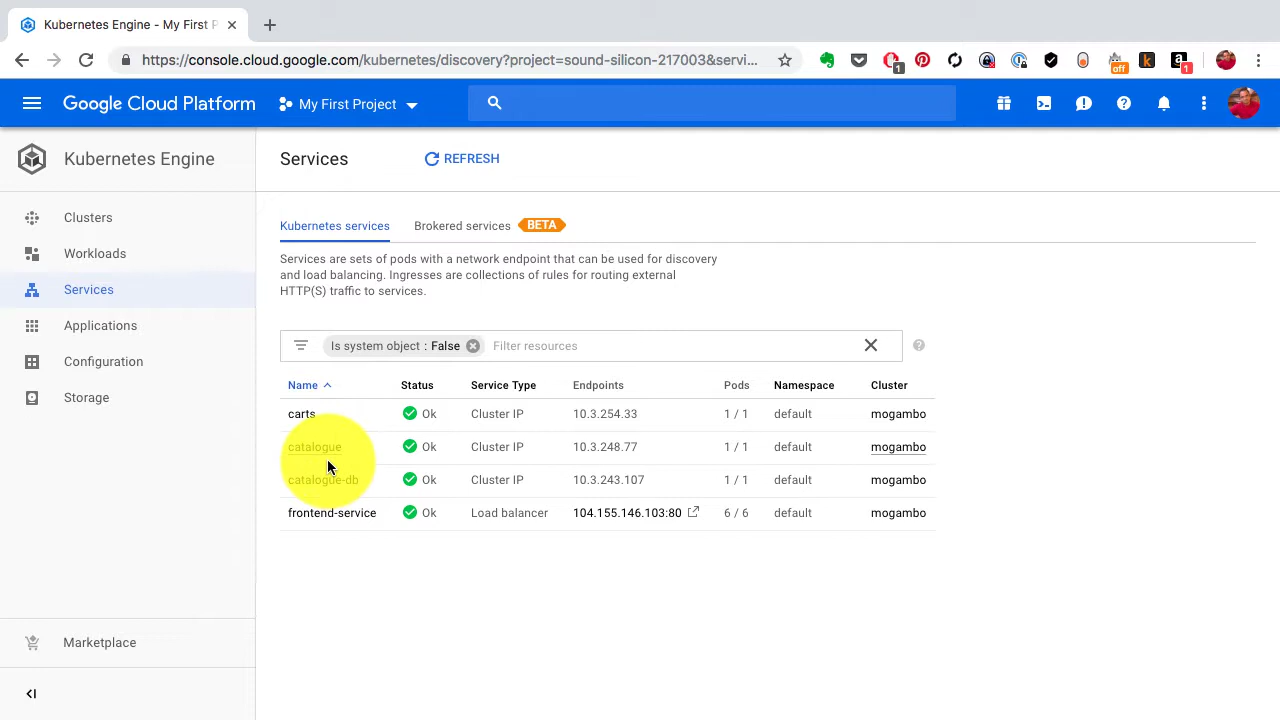 Kubernetes Engine - My First P
https://console.cloud.google.com/kubernetes/discovery?project=sound-silicon-217003&servi...
1
off
k
a
1
Google Cloud Platform
My First Project
Kubernetes Engine
Services
REFRESH
Clusters
Workloads
Services
Applications
Configuration
Storage
Marketplace
Kubernetes services
Brokered services
BETA
Services are sets of pods with a network endpoint that can be used for discovery
and load balancing. Ingresses are collections of rules for routing external
HTTP(S) traffic to services.
Is system object : False
Filter resources
Name Status Service Type Endpoints Pods Namespace Cluster
carts Ok Cluster IP 10.3.254.33 1 / 1 default mogambo
catalogue Ok Cluster IP 10.3.248.77 1 / 1 default mogambo
catalogue-db Ok Cluster IP 10.3.243.107 1 / 1 default mogambo
frontend-service Ok Load balancer 104.155.146.103:80 6 / 6 default mogambo